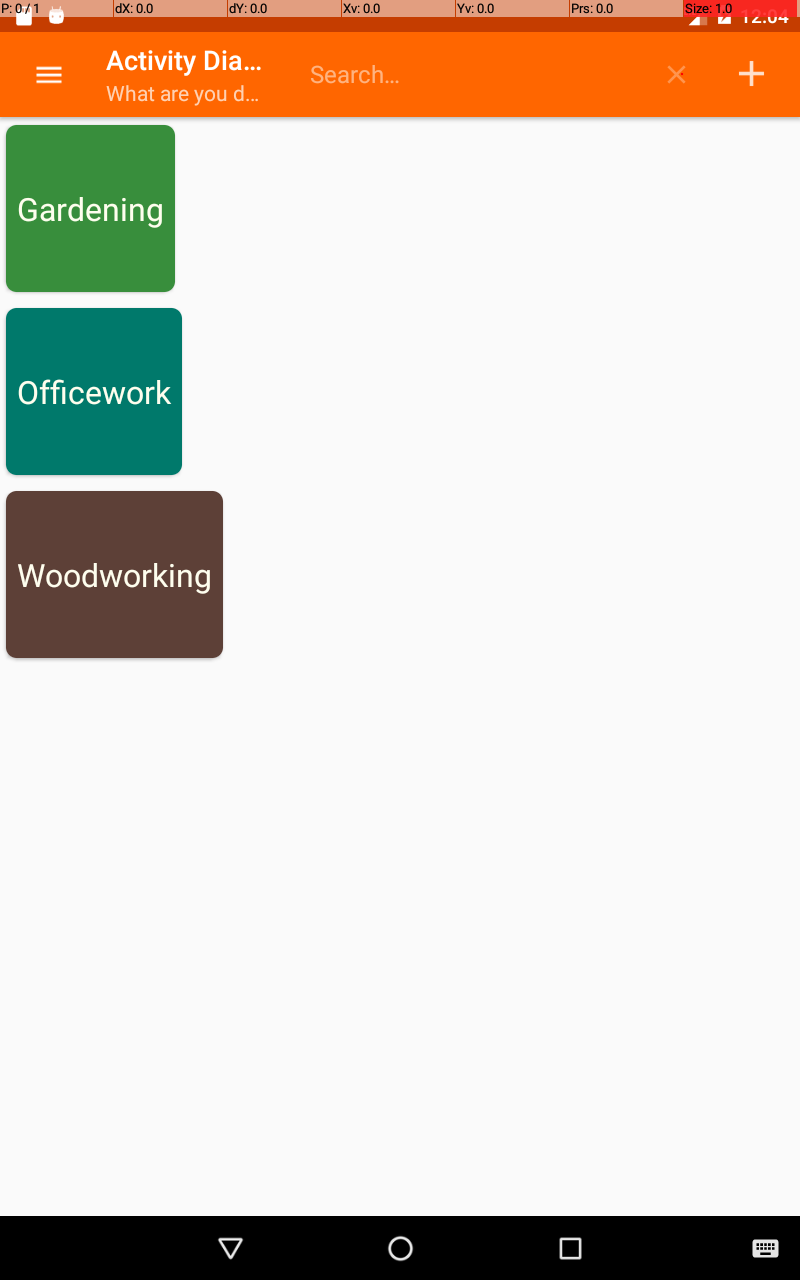 P: 0 / 1 dX: 0.0 dY: 0.0 Xv: 0.0 Yv: 0.0 Prs: 0.0 Size: 1.0
12:04
Activity Dia...
Search...
What are you d...
Gardening
Officework
Woodworking